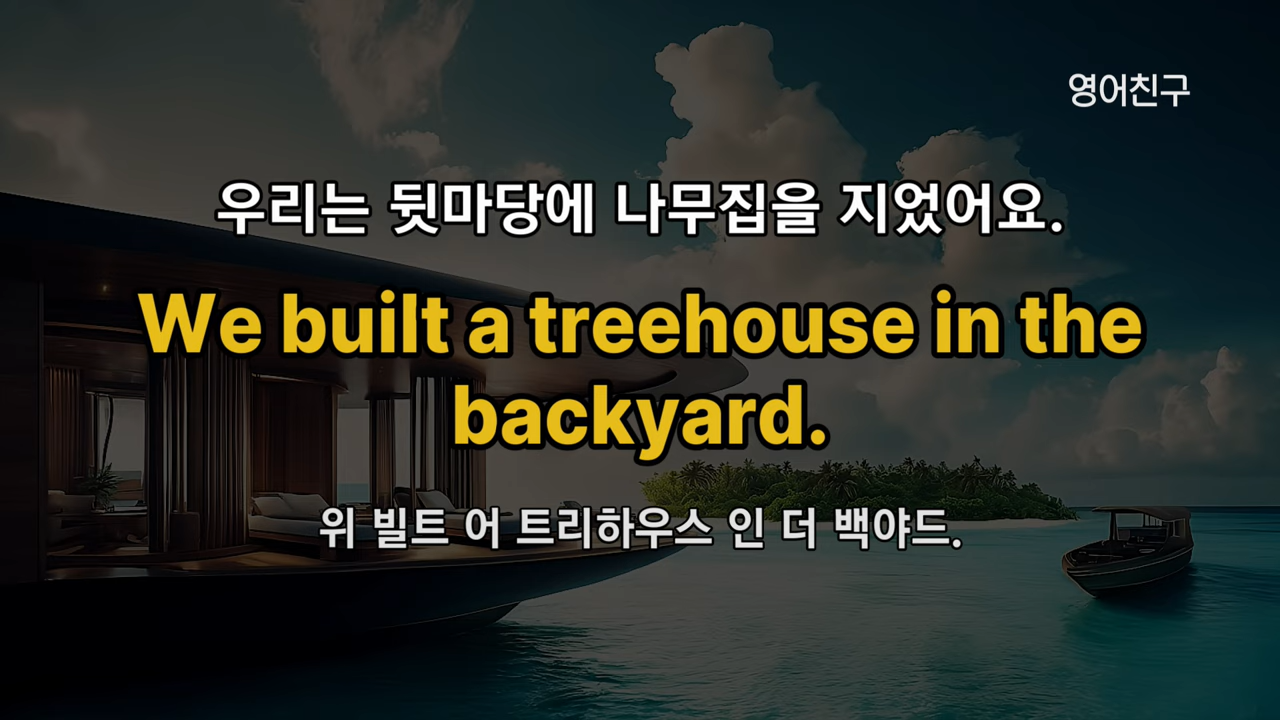 영어친구
우리는 뒷마당에 나무집을 지었어요.
We built a treehouse in the
backyard.
위 빌트 어 트리하우스 인 더 백야드.